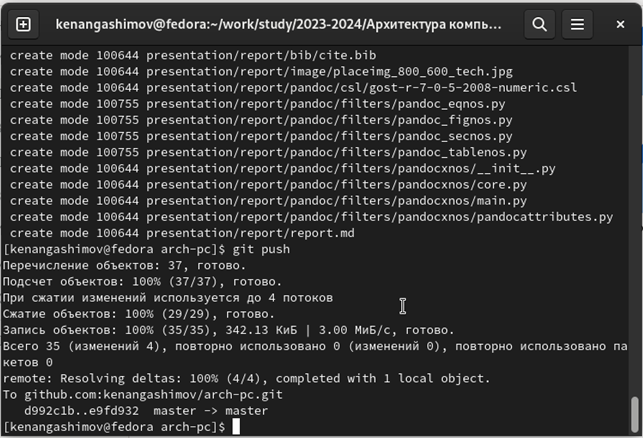 kenangashimov@fedora:~/work/study/2023-2024/Архитектура компь...
create mode 100644 presentation/report/bib/cite.bib
create mode 100644 presentation/report/image/placeimg_800_600_tech.jpg
create mode 100644 presentation/report/pandoc/csl/gost-r-7-0-5-2008-numeric.csl
create mode 100755 presentation/report/pandoc/filters/pandoc_eqnos.py
create mode 100755 presentation/report/pandoc/filters/pandoc_fignos.py
create mode 100755 presentation/report/pandoc/filters/pandoc_secnos.py
create mode 100755 presentation/report/pandoc/filters/pandoc_tablenos.py
create mode 100644 presentation/report/pandoc/filters/pandocxnos/__init__.py
create mode 100644 presentation/report/pandoc/filters/pandocxnos/core.py
create mode 100644 presentation/report/pandoc/filters/pandocxnos/main.py
create mode 100644 presentation/report/pandoc/filters/pandocxnos/pandocattributes.py
create mode 100644 presentation/report/report.md
[kenangashimov@fedora arch-pc]$ git push
Перечисление объектов: 37, готово.
Подсчет объектов: 100% (37/37), готово.
При сжатии изменений используется до 4 потоков
Сжатие объектов: 100% (29/29), готово.
Запись объектов: 100% (35/35), 342.13 КиБ | 3.00 МиБ/с, готово.
Всего 35 (изменений 4), повторно использовано 0 (изменений 0), повторно использовано па
кетов 0
remote: Resolving deltas: 100% (4/4), completed with 1 local object.
To github.com:kenangashimov/arch-pc.git
d992c1b..e9fd932 master -> master
[kenangashimov@fedora arch-pc]$